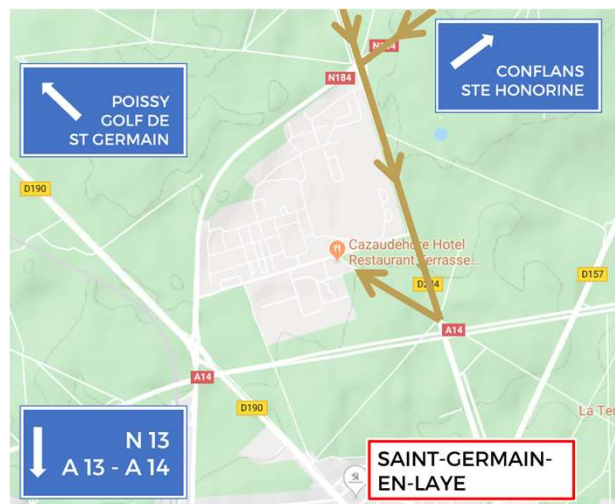 N184
CONFLANS
STE HONORINE
POISSY
GOLF DE
ST GERMAIN
N184
D190
Cazaudehore Hotel
Restaurant Terrasse...
D157
A14
A14
D190
N 13
A 13 - A 14
La Te
SAINT-GERMAIN-
EN-LAYE